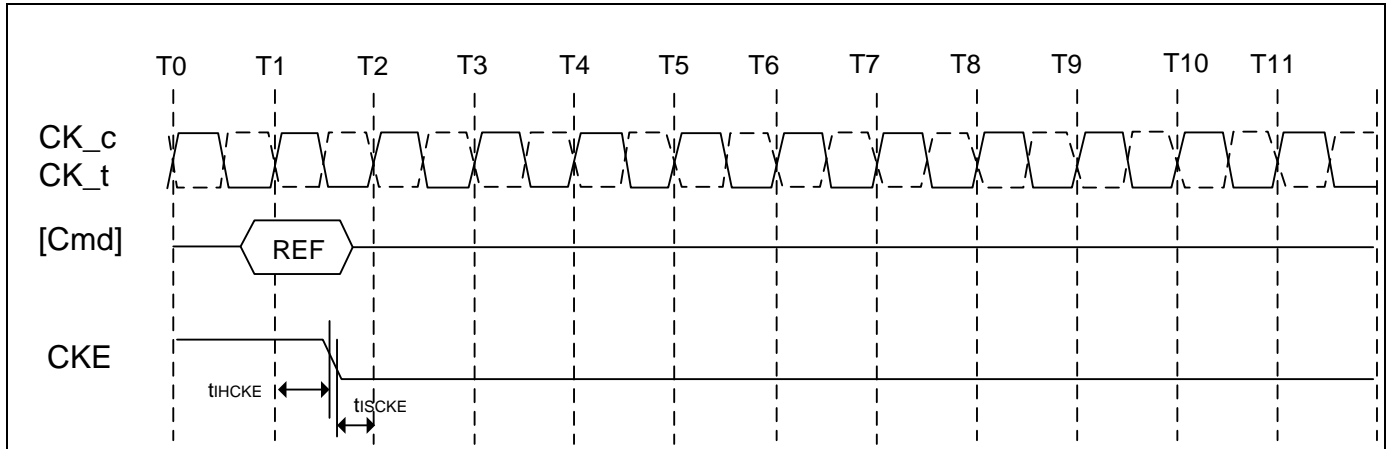 T0 T1 T2 T3 T4 T5 T6 T7 T8 T9 T10 T11
CK_c
CK_t
[Cmd] REF
CKE
tIHCKE
tISCKE